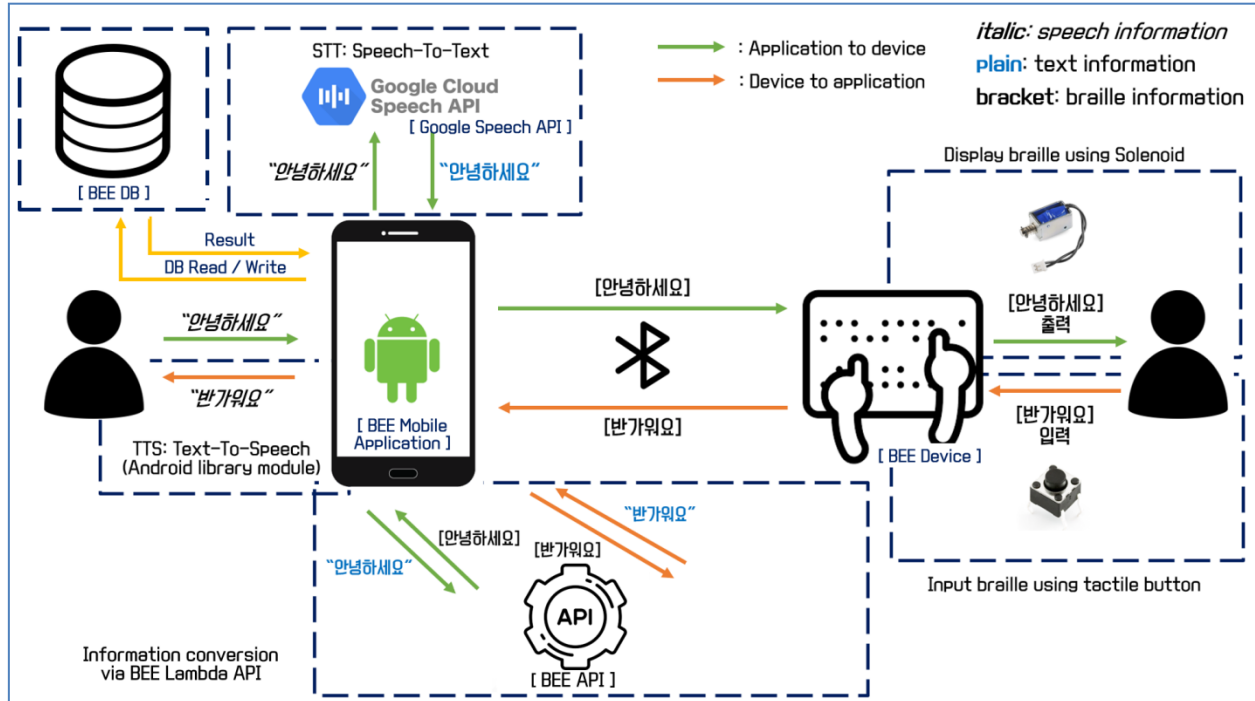 STT: Speech-To-Text
Google Cloud
Speech API
[ Google Speech API ]
: Application to device
: Device to application
italic: speech information
plain: text information
bracket: braille information
[ BEE DB ]
“안녕하세요”
“안녕하세요”
Display braille using Solenoid
Result
DB Read / Write
“안녕하세요”
“반가워요”
[ BEE Mobile
Application ]
TTS: Text-To-Speech
(Android library module)
[안녕하세요]
[반가워요]
[안녕하세요]
출력
[반가워요]
입력
[ BEE Device ]
Input braille using tactile button
“안녕하세요”
[안녕하세요]
[반가워요]
“반가워요”
API
[ BEE API ]
Information conversion
via BEE Lambda API